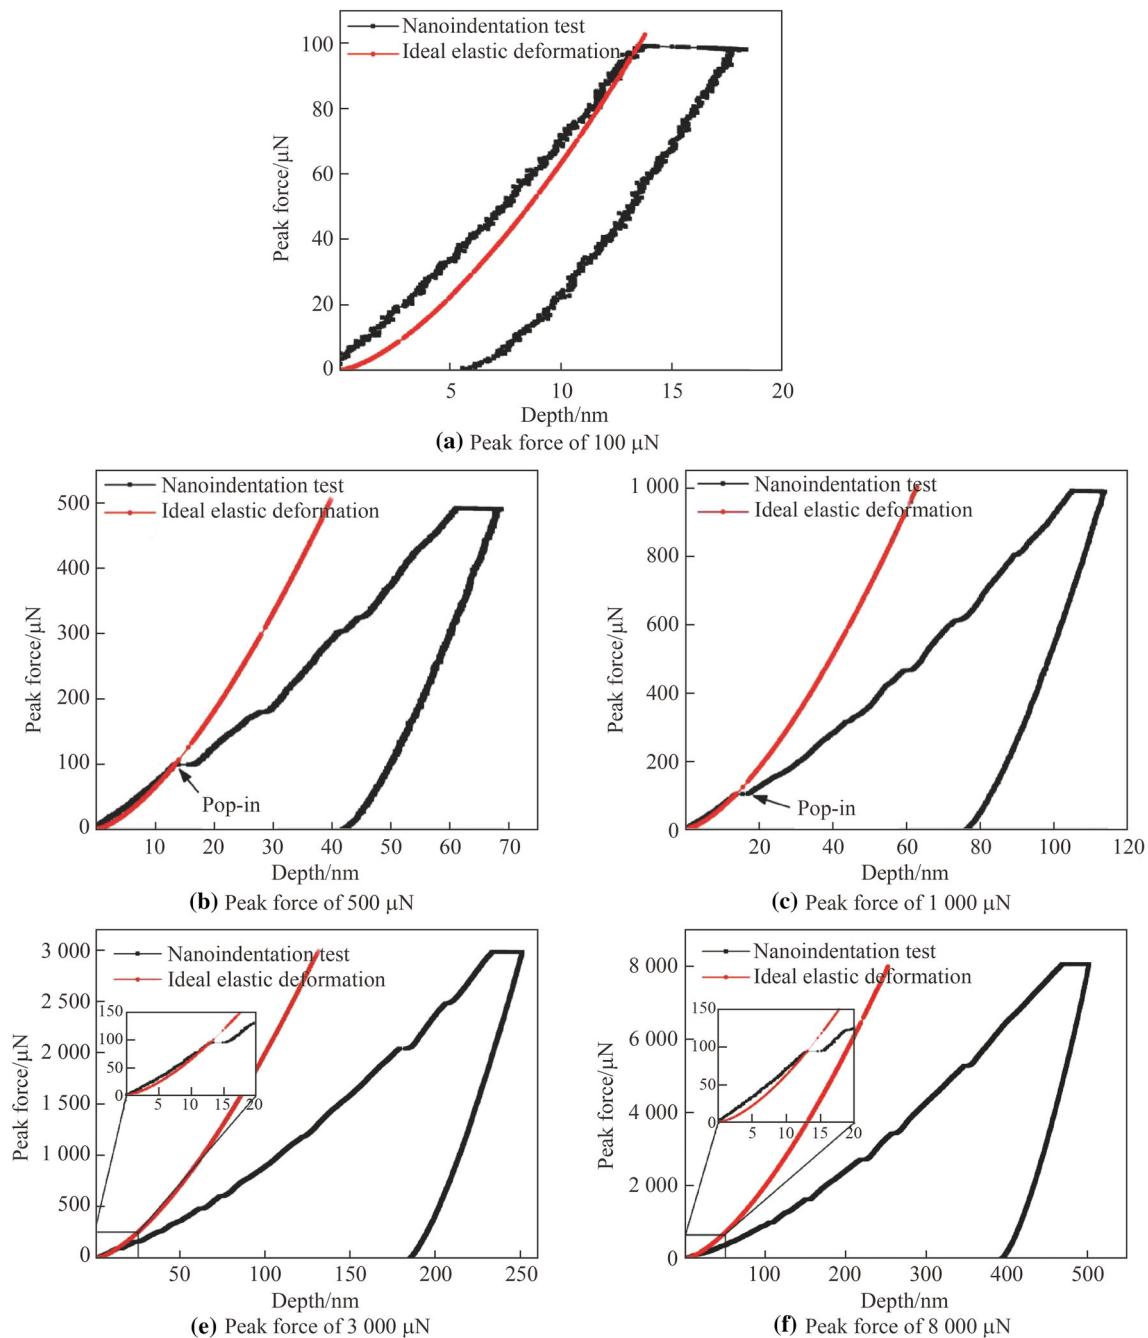 Nanoindentation test
Ideal elastic deformation
100
80
60
40
20
0
5
10
15
20
Peak force/μN
Depth/nm
(a) Peak force of 100 μN
Nanoindentation test
Ideal elastic deformation
500
400
300
200
100
0
10
20
30
40
50
60
70
Pop-in
Peak force/μN
Depth/nm
(b) Peak force of 500 μN
Nanoindentation test
Ideal elastic deformation
1 000
800
600
400
200
0
20
40
60
80
100
120
Pop-in
Peak force/μN
Depth/nm
(c) Peak force of 1 000 μN
Nanoindentation test
Ideal elastic deformation
3 000
2 500
2 000
1 500
1 000
500
0
50
100
150
200
250
150
100
50
0
5
10
15
20
Peak force/μN
Depth/nm
(e) Peak force of 3 000 μN
Nanoindentation test
Ideal elastic deformation
8 000
6 000
4 000
2 000
0
100
200
300
400
500
150
100
50
0
5
10
15
20
Peak force/μN
Depth/nm
(f) Peak force of 8 000 μN